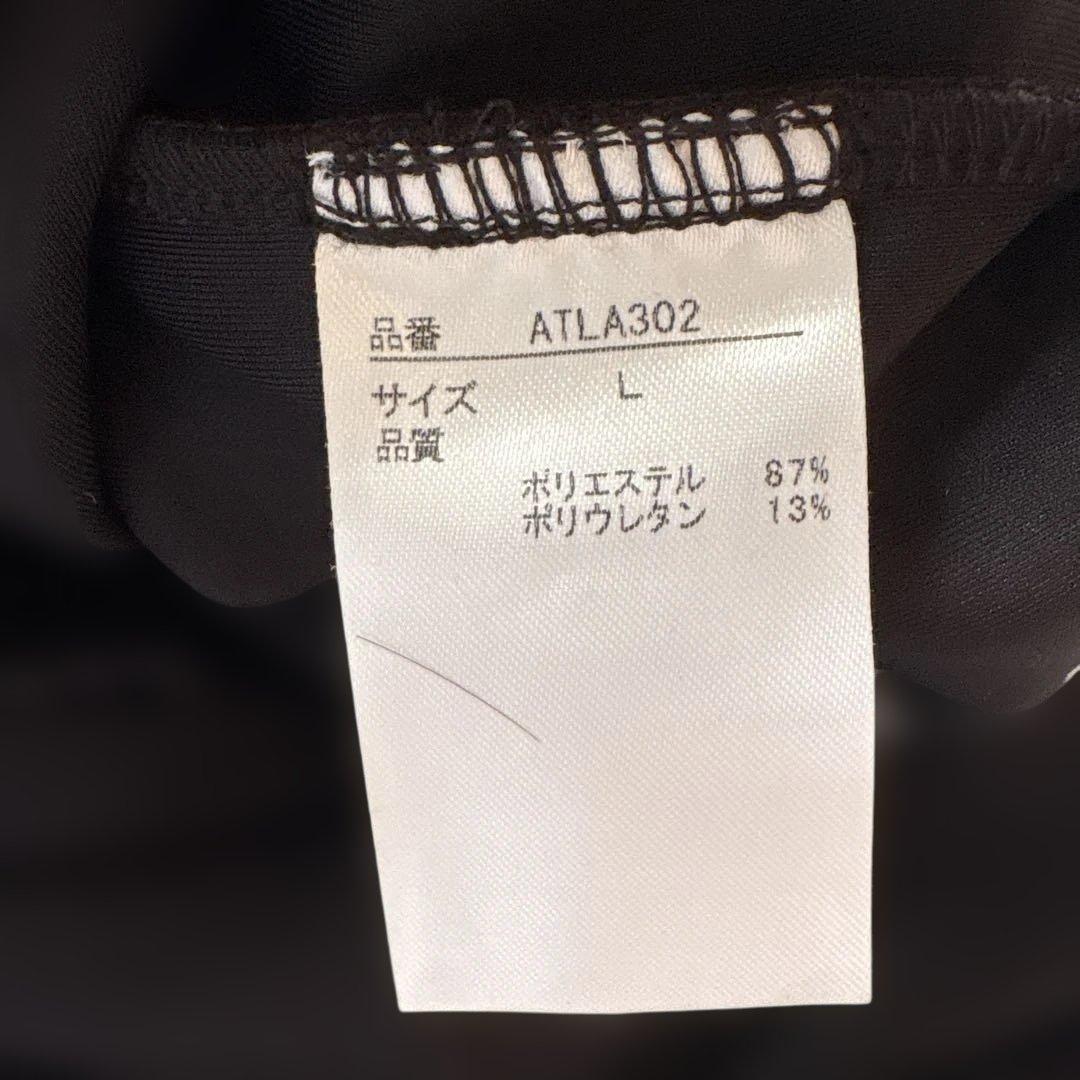 品番 ATLA302
サイズ L
品質
ポリエステル 87%
ポリウレタン 13%